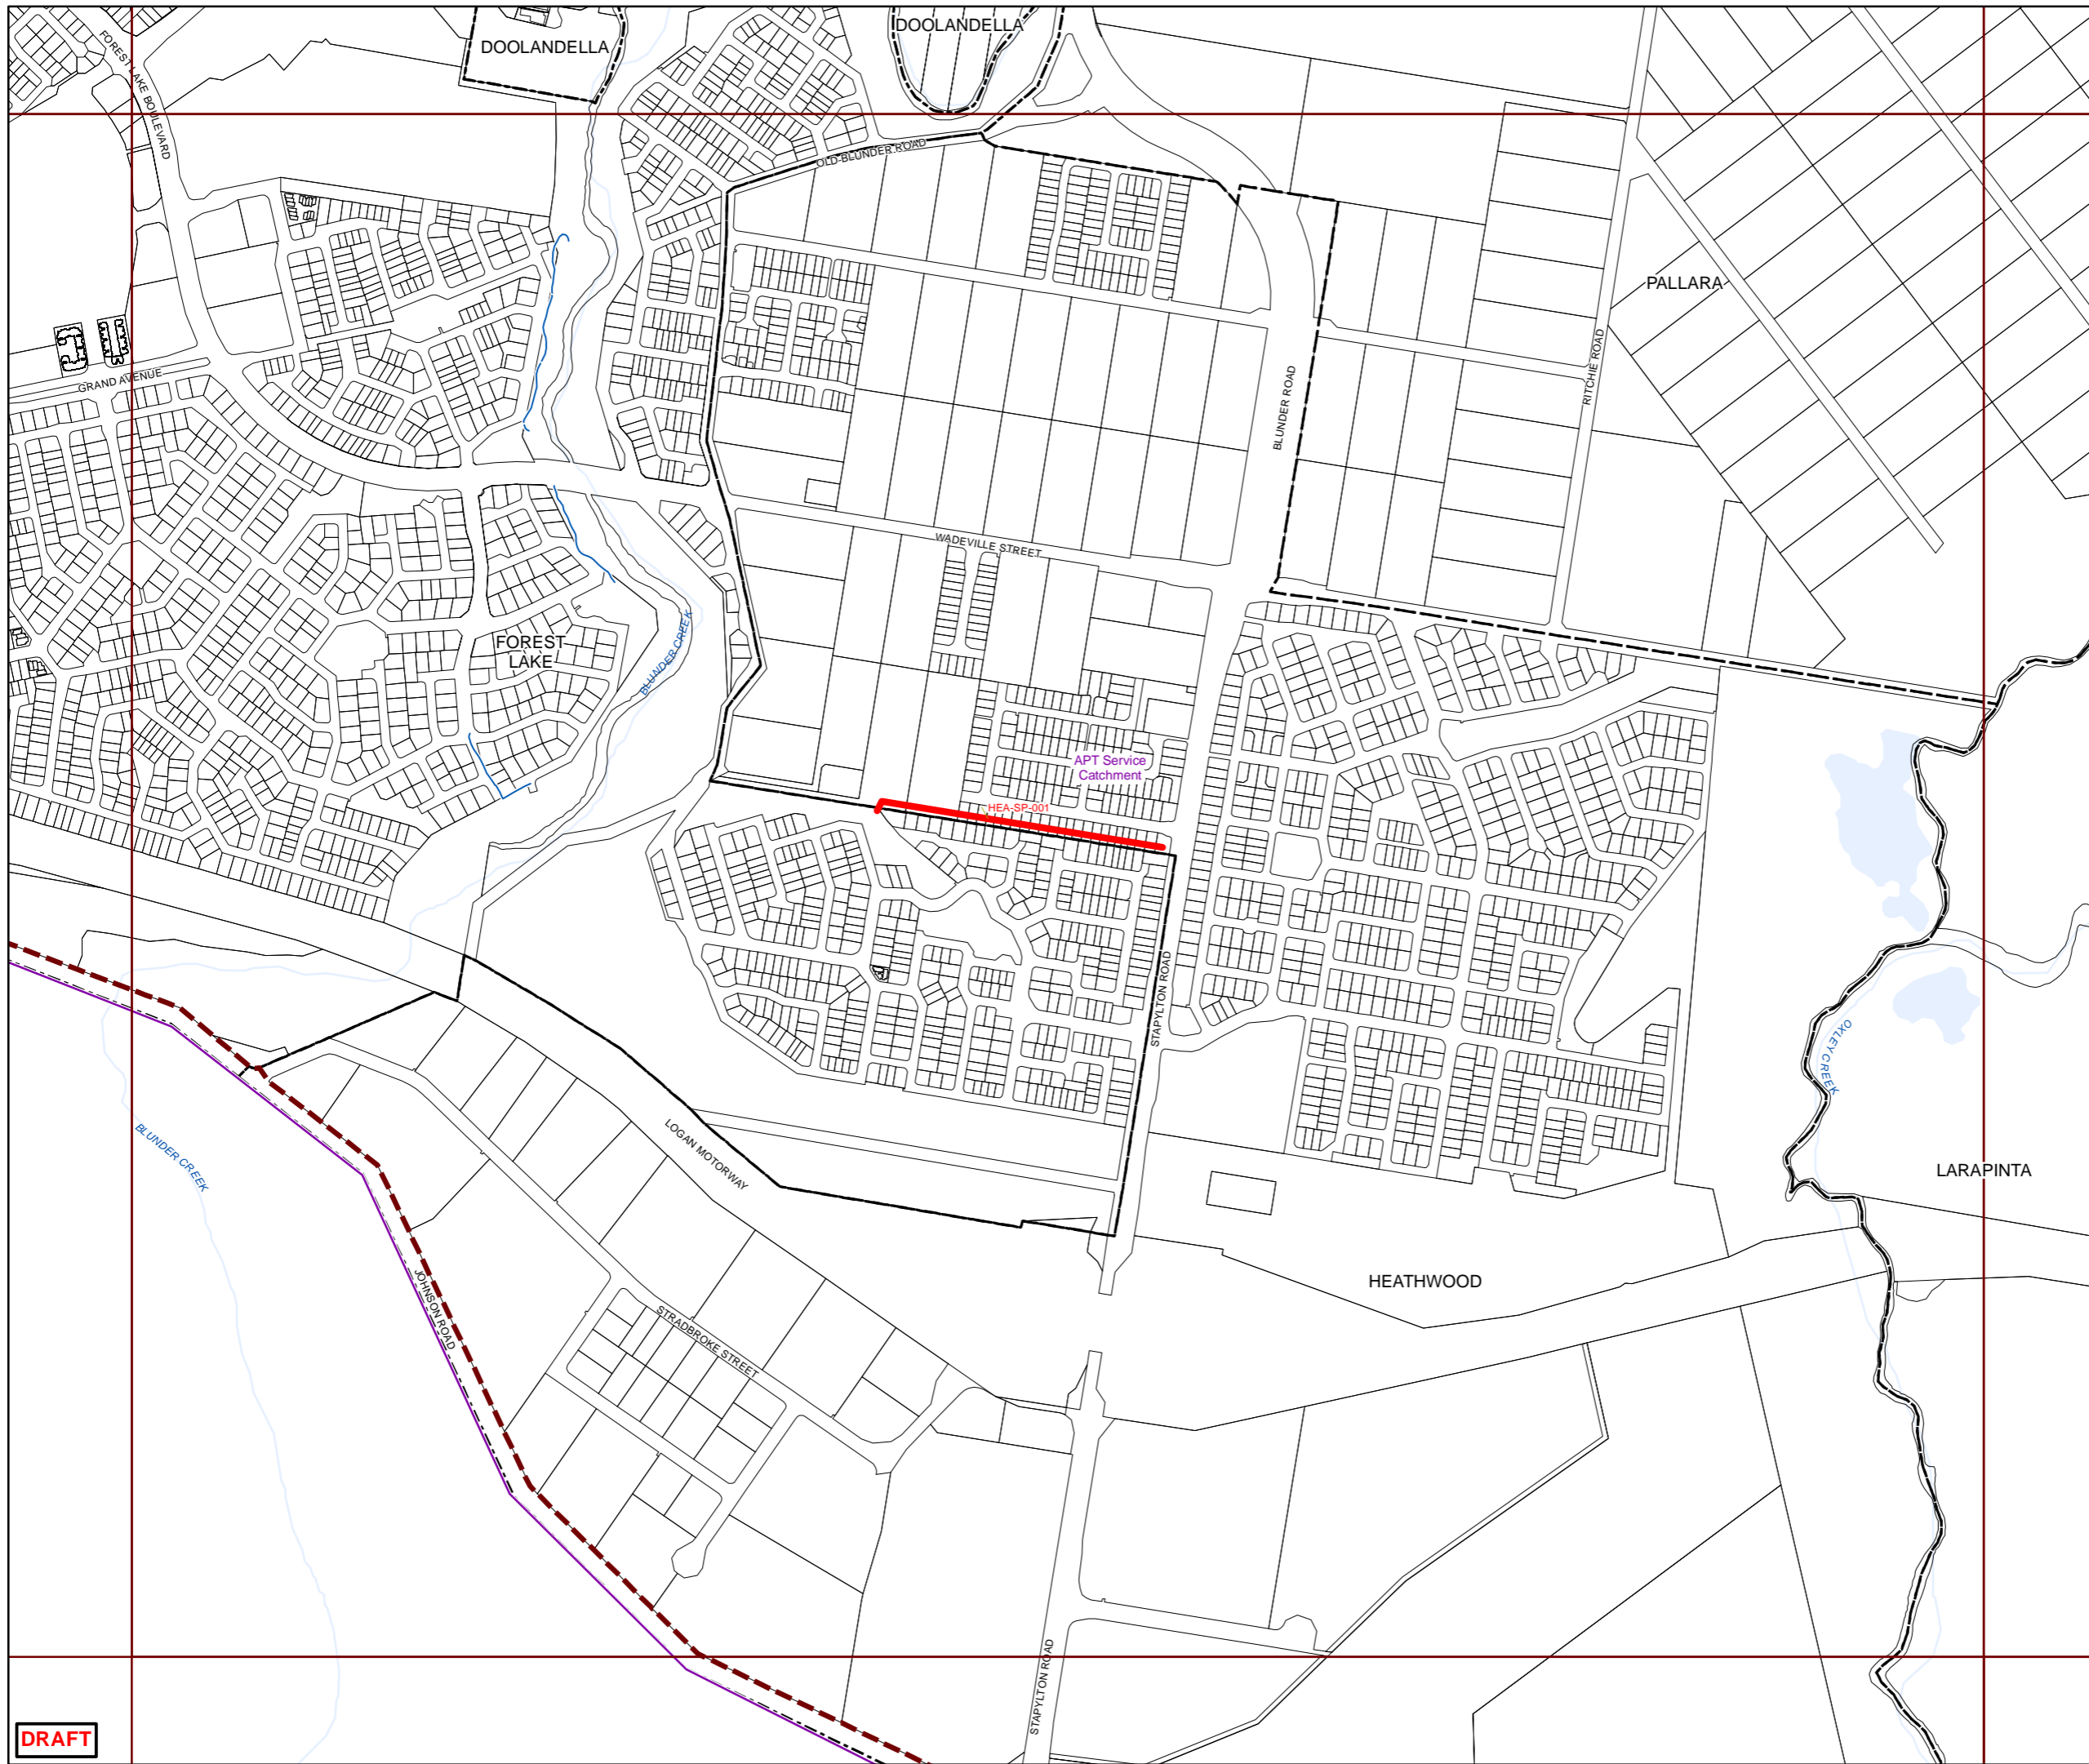 DOOLANDELLA
DOOLANDELLA
FOREST LAKE BOULEVARD
OLD BLUNDER ROAD
PALLARA
RITCHIE ROAD
GRAND AVENUE
BLUNDER ROAD
WADEVILLE STREET
FOREST
LAKE
BLUNDER CREEK
APT Service
Catchment
HEA-SP-001
STAPYLTON ROAD
OXLEY CREEK
BLUNDER CREEK
LOGAN MOTORWAY
LARAPINTA
HEATHWOOD
JOHNSON ROAD
STRADBROKE STREET
STAPYLTON ROAD
DRAFT